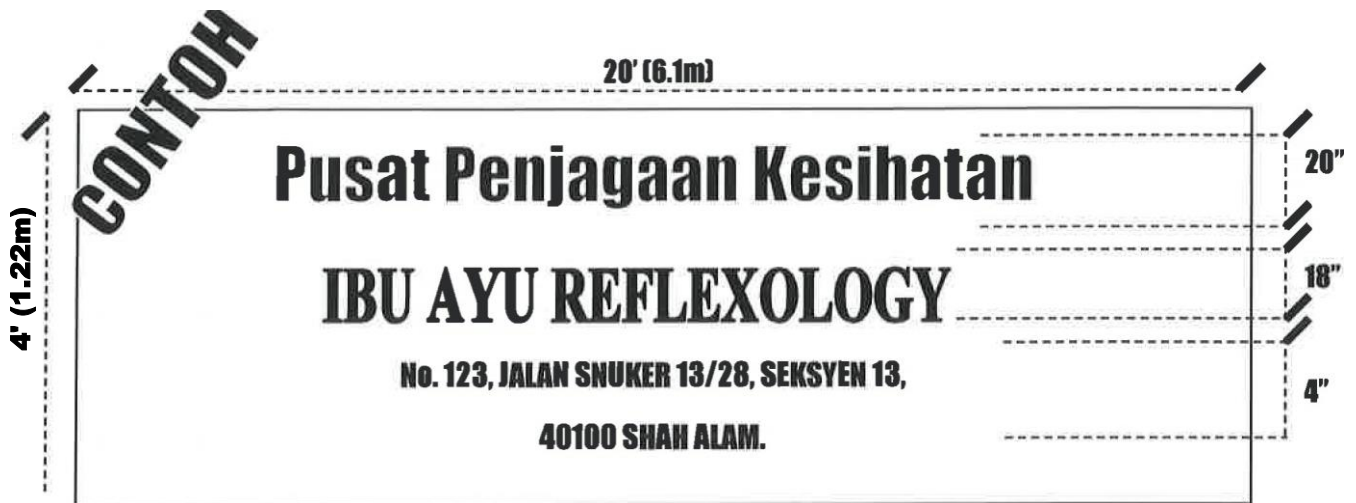 CONTOH
20' (6.1m)
4' (1.22m)
Pusat Penjagaan Kesihatan
20”
IBU AYU REFLEXOLOGY
18”
No. 123, JALAN SNUKER 13/28, SEKSYEN 13,
40100 SHAH ALAM.
4”